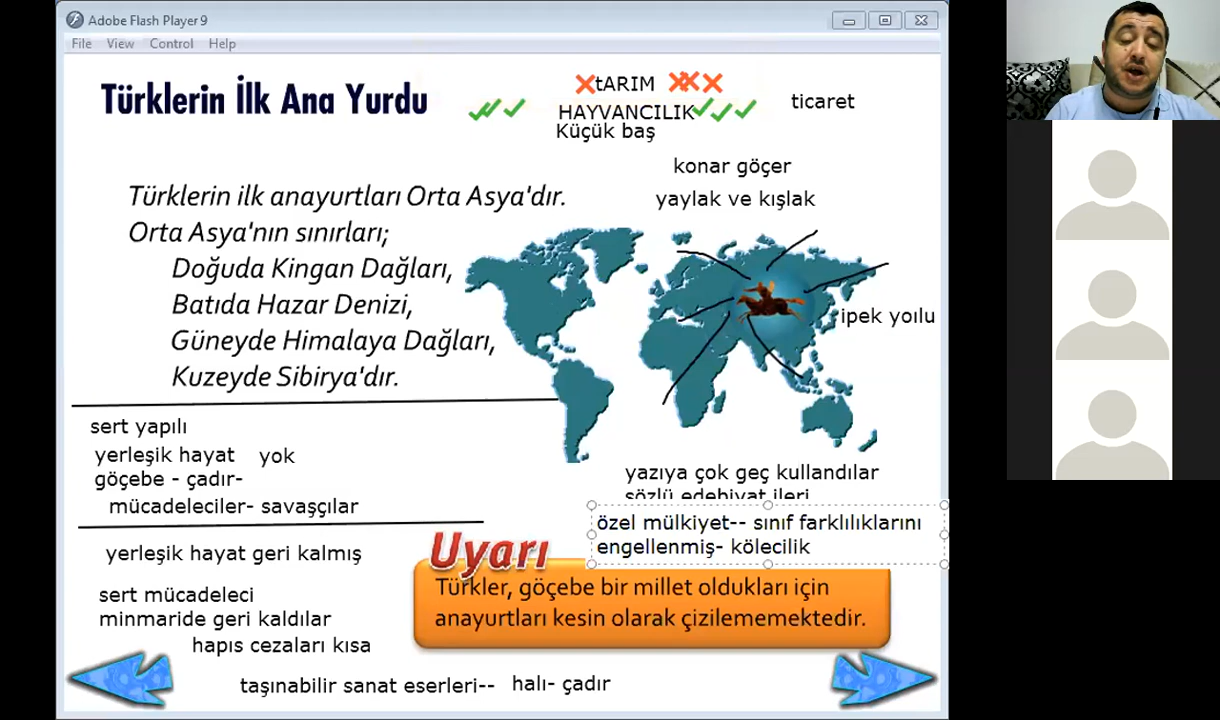 Adobe Flash Player 9
File View Control Help
Türklerin İlk Ana Yurdu
tARIM
HAYVANCILIK
Küçük baş
ticaret
konar göçer
yaylak ve kışlak
Türklerin ilk anayurtları Orta Asya'dır.
Orta Asya'nın sınırları;
Doğuda Kingan Dağları,
Batıda Hazar Denizi,
Güneyde Himalaya Dağları,
Kuzeyde Sibirya'dır.
ipek yoılu
sert yapılı
yerleşik hayat yok
göçebe - çadır-
mücadeleciler- savaşçılar
yazıya çok geç kullandılar
sözlü edebiyat ileri
özel mülkiyet-- sınıf farklılıklarını
engellenmiş- kölecilik
yerleşik hayat geri kalmış
sert mücadeleci
minmaride geri kaldılar
hapıs cezaları kısa
Uyarı
Türkler, göçebe bir millet oldukları için
anayurtları kesin olarak çizilememektedir.
taşınabilir sanat eserleri-- halı- çadır